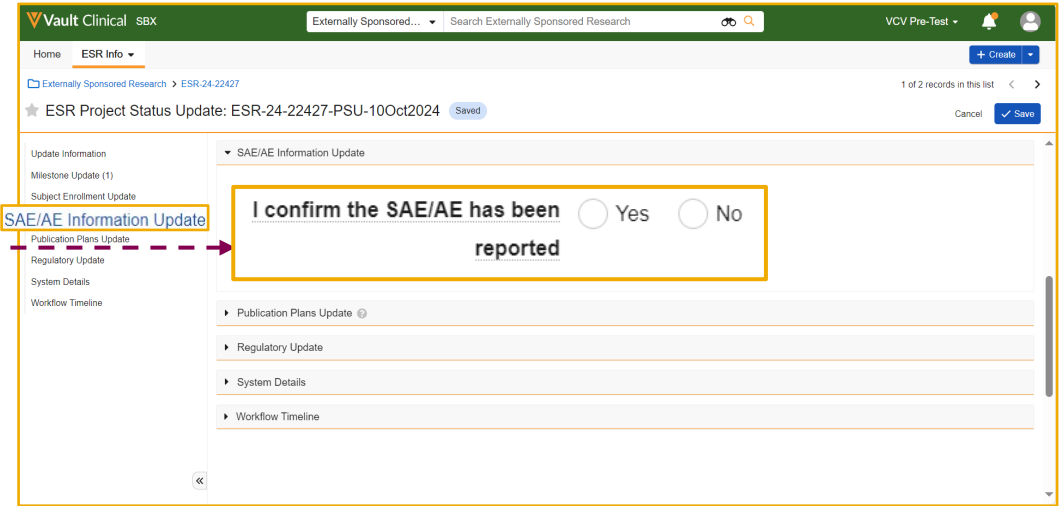 Vault Clinical SBX
Externally Sponsored...
Search Externally Sponsored Research
VCV Pre-Test
Home
ESR Info
+ Create
Externally Sponsored Research > ESR-24-22427
1 of 2 records in this list
ESR Project Status Update: ESR-24-22427-PSU-10Oct2024
Saved
Cancel
Save
Update Information
Milestone Update (1)
Subject Enrollment Update
SAE/AE Information Update
Publication Plans Update
Regulatory Update
System Details
Workflow Timeline
SAE/AE Information Update
I confirm the SAE/AE has been
reported
Yes
No
Publication Plans Update
Regulatory Update
System Details
Workflow Timeline